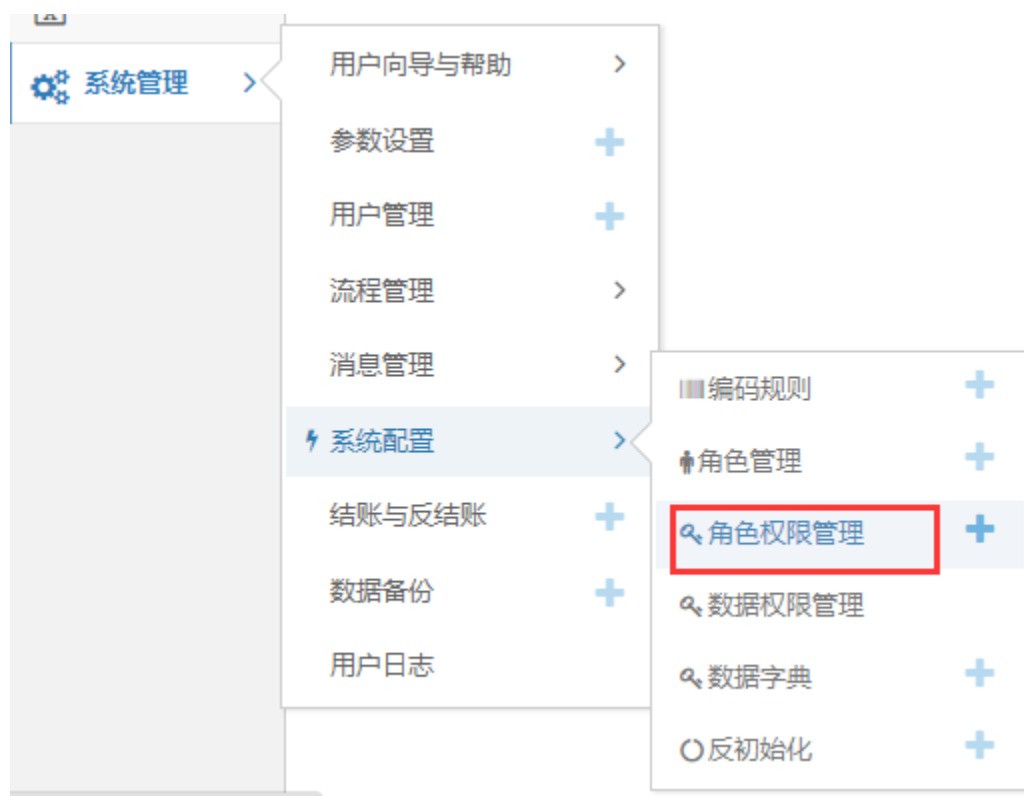 系统管理
用户向导与帮助
参数设置
用户管理
流程管理
消息管理
系统配置
结账与反结账
数据备份
用户日志
编码规则
角色管理
角色权限管理
数据权限管理
数据字典
反初始化